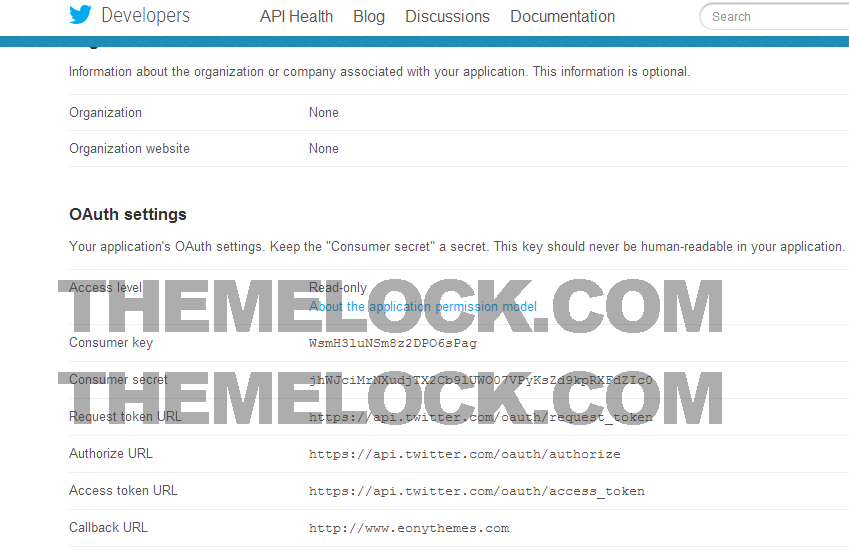 Developers API Health Blog Discussions Documentation Search
Information about the organization or company associated with your application. This information is optional.
Organization None
Organization website None
OAuth settings
Your application's OAuth settings. Keep the "Consumer secret" a secret. This key should never be human-readable in your application.
Access level Read-only
About the application permission model
THEMELOCK.COM
Consumer key WsmH3luNSm8z2DPO6sPag
Consumer secret
THEMELOCK.COM
Request token URL https://api.twitter.com/oauth/request_token
Authorize URL https://api.twitter.com/oauth/authorize
Access token URL https://api.twitter.com/oauth/access_token
Callback URL http://www.eonythemes.com